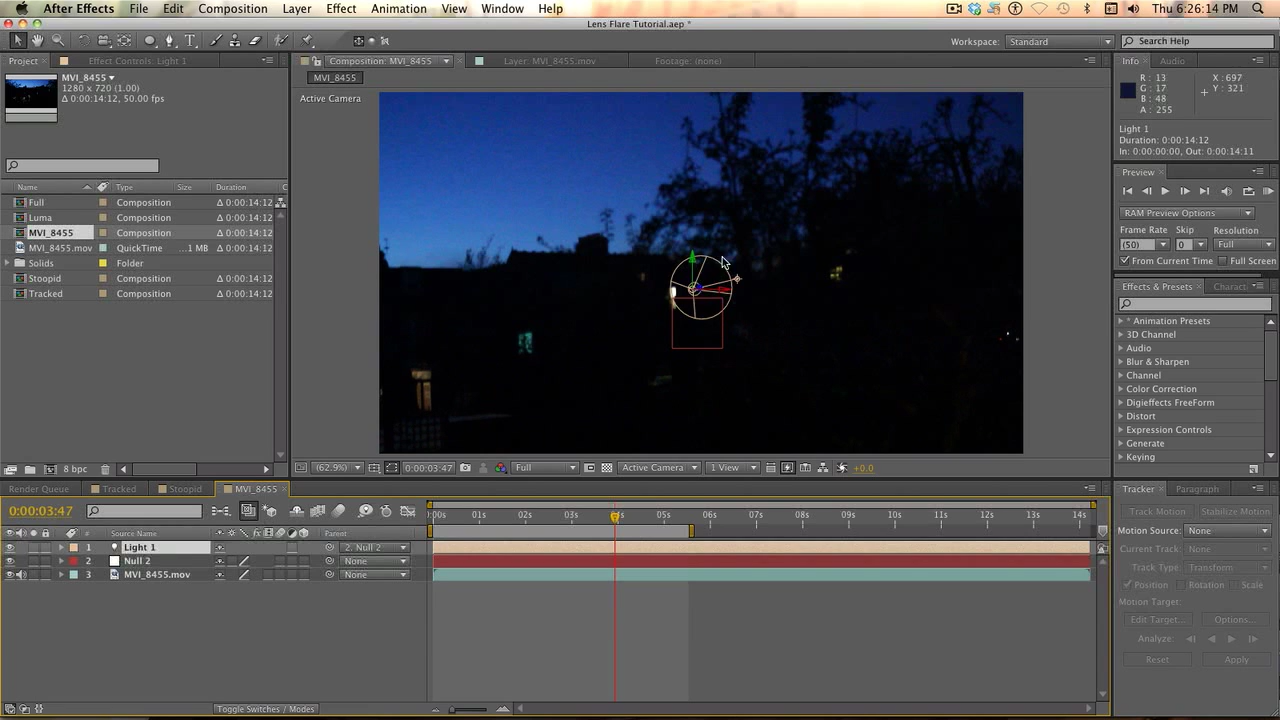 After Effects File Edit Composition Layer Effect Animation View Window Help Thu 6:26:14 PM
Lens Flare Tutorial.aep *
Workspace: Standard Search Help
Project Effect Controls: Light 1 Composition: MVI_8455 Layer: MVI_8455.mov Footage: (none) Info Audio
MVI_8455
MVI_8455
1280 x 720 (1.00)
Δ 0:00:14:12, 50.00 fps
Active Camera
R : 13 X : 697
G : 17 Y : 321
B : 48
A : 255
Light 1
Duration: 0:00:14:12
In: 0:00:00:00, Out: 0:00:14:11
Preview
Name Type Size Duration
Full Composition Δ 0:00:14:12
Luma Composition Δ 0:00:14:12
MVI_8455 Composition Δ 0:00:14:12
MVI_8455.mov QuickTime ...1 MB Δ 0:00:14:12
Solids Folder
Stoopid Composition Δ 0:00:14:12
Tracked Composition Δ 0:00:14:12
RAM Preview Options
Frame Rate Skip Resolution
(50) 0 Full
From Current Time Full Screen
Effects & Presets Charact
* Animation Presets
3D Channel
Audio
Blur & Sharpen
Channel
Color Correction
Digieffects FreeForm
Distort
Expression Controls
Generate
Keying
8 bpc
(62.9%) 0:00:03:47 Full Active Camera 1 View +0.0
Render Queue Tracked Stoopid MVI_8455
0:00:03:47
:00s 01s 02s 03s 04s 05s 06s 07s 08s 09s 10s 11s 12s 13s 14s
# Source Name Parent
1 Light 1 2. Null 2
2 Null 2 None
3 MVI_8455.mov None
Toggle Switches / Modes
Tracker Paragraph
Track Motion Stabilize Motion
Motion Source: None
Current Track: None
Track Type: Transform
Position Rotation Scale
Motion Target:
Edit Target... Options...
Analyze:
Reset Apply